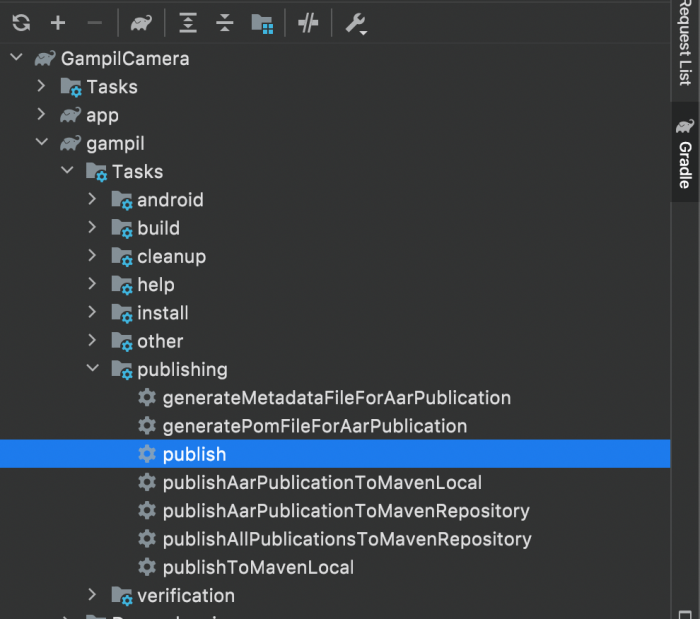 GampilCamera
Tasks
app
gampil
Tasks
android
build
cleanup
help
install
other
publishing
generateMetadataFileForAarPublication
generatePomFileForAarPublication
publish
publishAarPublicationToMavenLocal
publishAarPublicationToMavenRepository
publishAllPublicationsToMavenRepository
publishToMavenLocal
verification
Request List
Gradle